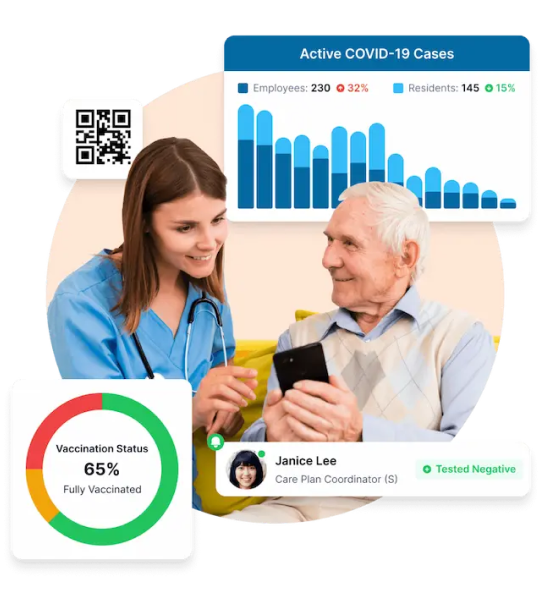 Active COVID-19 Cases
Employees: 230 32%
Residents: 145 15%
Vaccination Status
65%
Fully Vaccinated
Janice Lee
Care Plan Coordinator (S)
Tested Negative